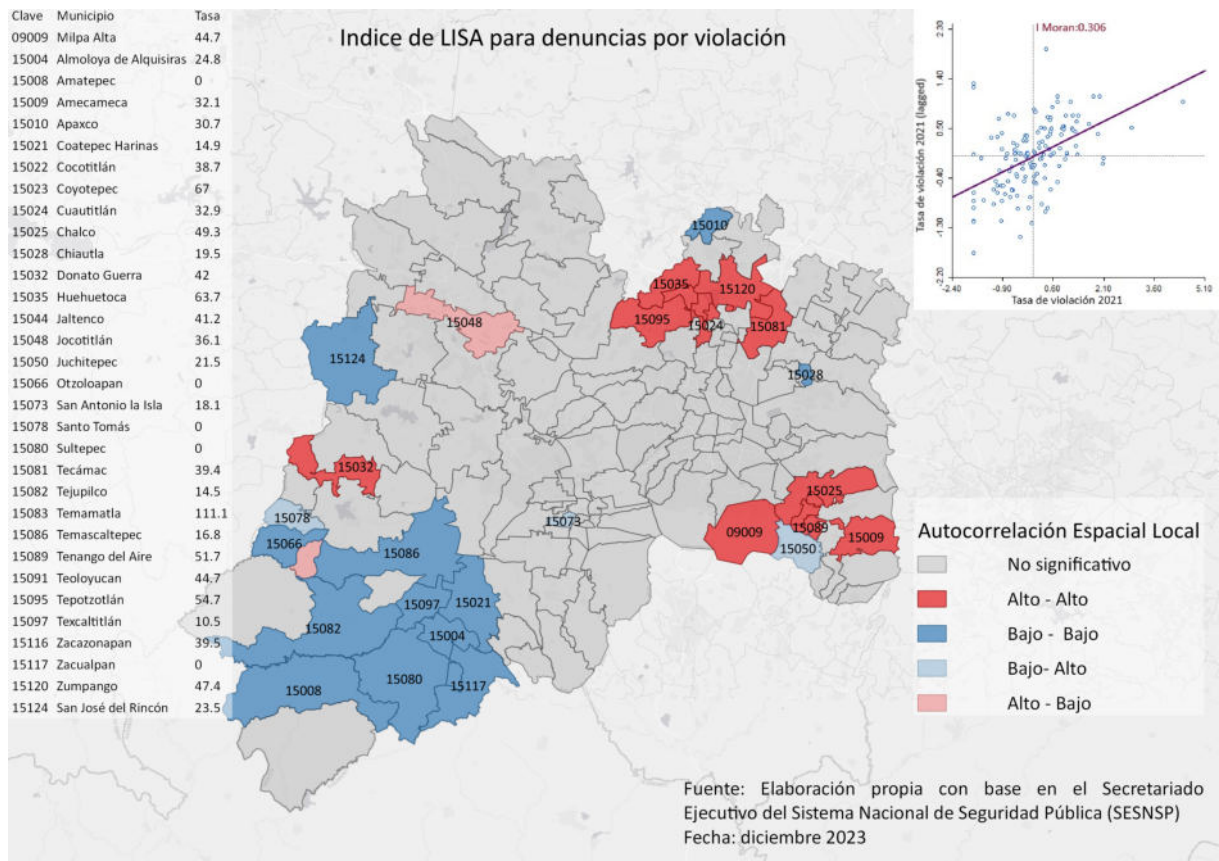 Indice de LISA para denuncias por violación
Clave Municipio Tasa
09009 Milpa Alta 44.7
15004 Almoloya de Alquisiras 24.8
15008 Amatepec 0
15009 Amecameca 32.1
15010 Apaxco 30.7
15021 Coatepec Harinas 14.9
15022 Cocotitlán 38.7
15023 Coyotepec 67
15024 Cuautitlán 32.9
15025 Chalco 49.3
15028 Chiautla 19.5
15032 Donato Guerra 42
15035 Huehuetoca 63.7
15044 Jaltenco 41.2
15048 Jocotitlán 36.1
15050 Juchitepec 21.5
15066 Otzoloapan 0
15073 San Antonio la Isla 18.1
15078 Santo Tomás 0
15080 Sultepec 0
15081 Tecámac 39.4
15082 Tejupilco 14.5
15083 Temamatla 111.1
15086 Temascaltepec 16.8
15089 Tenango del Aire 51.7
15091 Teoloyucan 44.7
15095 Tepotzotlán 54.7
15097 Texcaltitlán 10.5
15116 Zacazonapan 39.5
15117 Zacualpan 0
15120 Zumpango 47.4
15124 San José del Rincón 23.5
I Moran:0.306
Tasa de violación 2021 (lagged)
2.30
1.40
0.50
-0.40
-1.30
-2.20
-2.40 -0.90 0.60 2.10 3.60 5.10
Tasa de violación 2021
15010
15035
15120
15048
15095
15024
15081
15124
15028
15032
15025
15078
15073
15089
09009
15009
15066
15086
15050
15097
15021
15082
15004
15080
15008
15117
Autocorrelación Espacial Local
No significativo
Alto - Alto
Bajo - Bajo
Bajo- Alto
Alto - Bajo
Fuente: Elaboración propia con base en el Secretariado
Ejecutivo del Sistema Nacional de Seguridad Pública (SESNSP)
Fecha: diciembre 2023